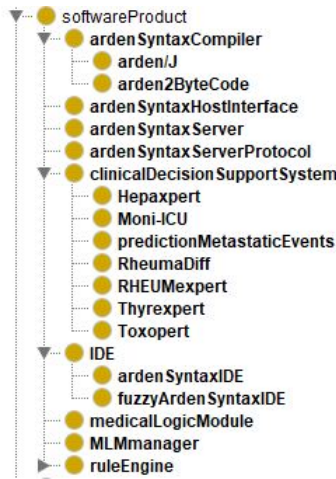 softwareProduct
ardenSyntaxCompiler
arden/J
arden2ByteCode
ardenSyntaxHostInterface
ardenSyntaxServer
ardenSyntaxServerProtocol
clinicalDecisionSupportSystem
Hepaxpert
Moni-ICU
predictionMetastaticEvents
RheumaDiff
RHEUMexpert
Thyrexpert
Toxopert
IDE
ardenSyntaxIDE
fuzzyArdenSyntaxIDE
medicalLogicModule
MLMmanager
ruleEngine